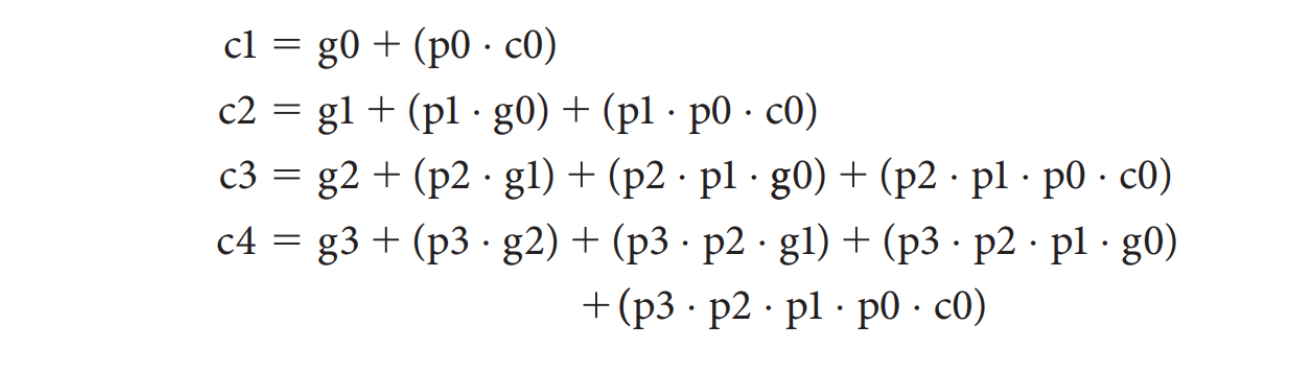 c1 = g0 + (p0 · c0)
c2 = g1 + (p1 · g0) + (p1 · p0 · c0)
c3 = g2 + (p2 · g1) + (p2 · p1 · g0) + (p2 · p1 · p0 · c0)
c4 = g3 + (p3 · g2) + (p3 · p2 · g1) + (p3 · p2 · p1 · g0)
+ (p3 · p2 · p1 · p0 · c0)